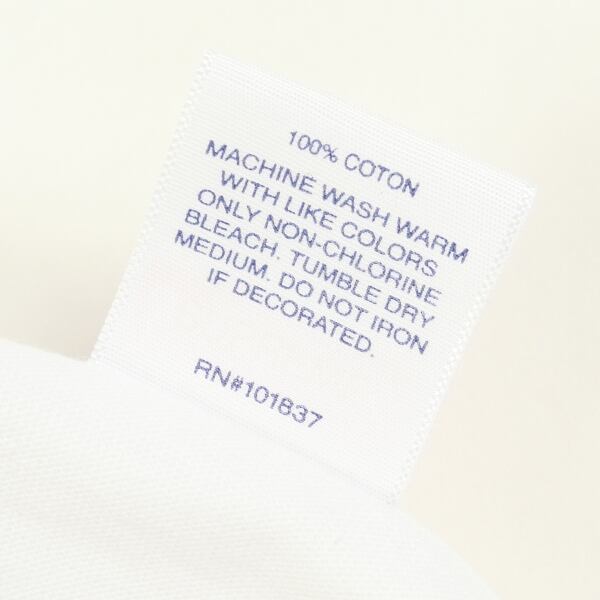 100% COTON
MACHINE WASH WARM
WITH LIKE COLORS
ONLY NON-CHLORINE
BLEACH. TUMBLE DRY
MEDIUM. DO NOT IRON
IF DECORATED.
RN#101837